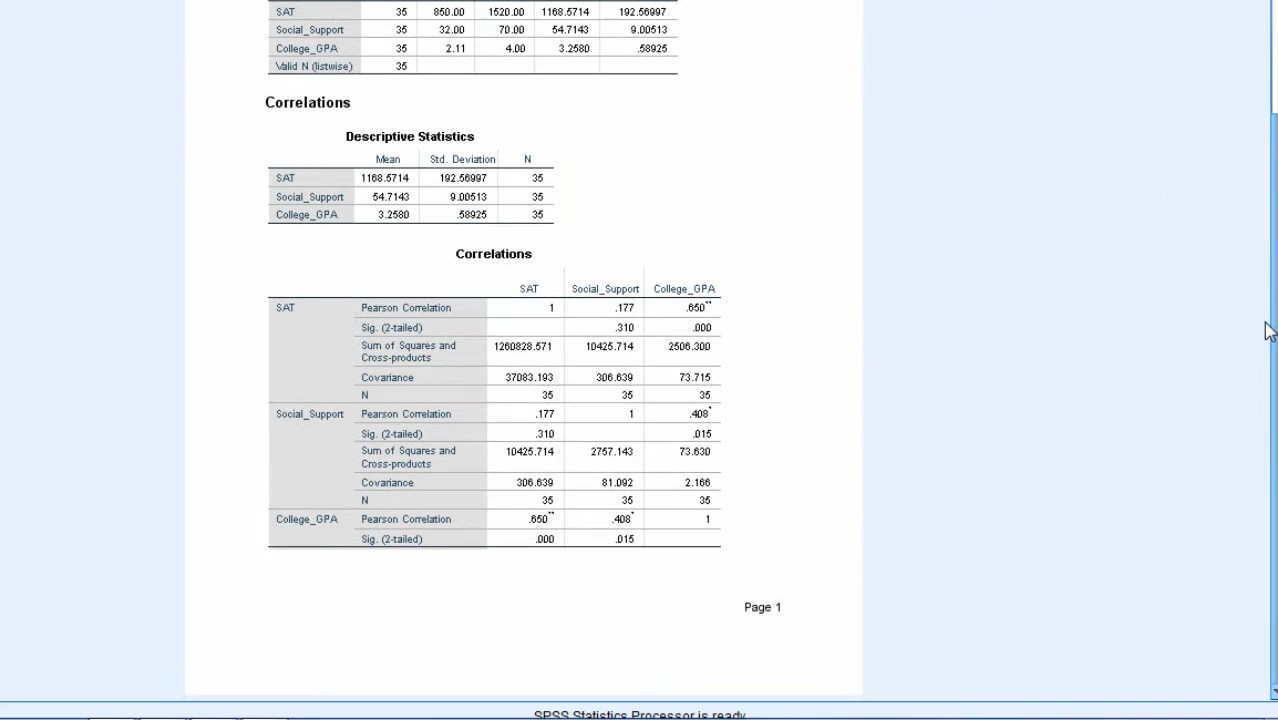 SAT 35 850.00 1520.00 1168.5714 192.56997
Social_Support 35 32.00 70.00 54.7143 9.00513
College_GPA 35 2.11 4.00 3.2580 .58925
Valid N (listwise) 35
Correlations
Descriptive Statistics
Mean Std. Deviation N
SAT 1168.5714 192.56997 35
Social_Support 54.7143 9.00513 35
College_GPA 3.2580 .58925 35
Correlations
SAT Social_Support College_GPA
SAT Pearson Correlation 1 .177 .650**
Sig. (2-tailed) .310 .000
Sum of Squares and
Cross-products 1260828.571 10425.714 2506.300
Covariance 37083.193 306.639 73.715
N 35 35 35
Social_Support Pearson Correlation .177 1 .408*
Sig. (2-tailed) .310 .015
Sum of Squares and
Cross-products 10425.714 2757.143 73.630
Covariance 306.639 81.092 2.166
N 35 35 35
College_GPA Pearson Correlation .650** .408* 1
Sig. (2-tailed) .000 .015
Page 1
SPSS Statistics Processor is ready